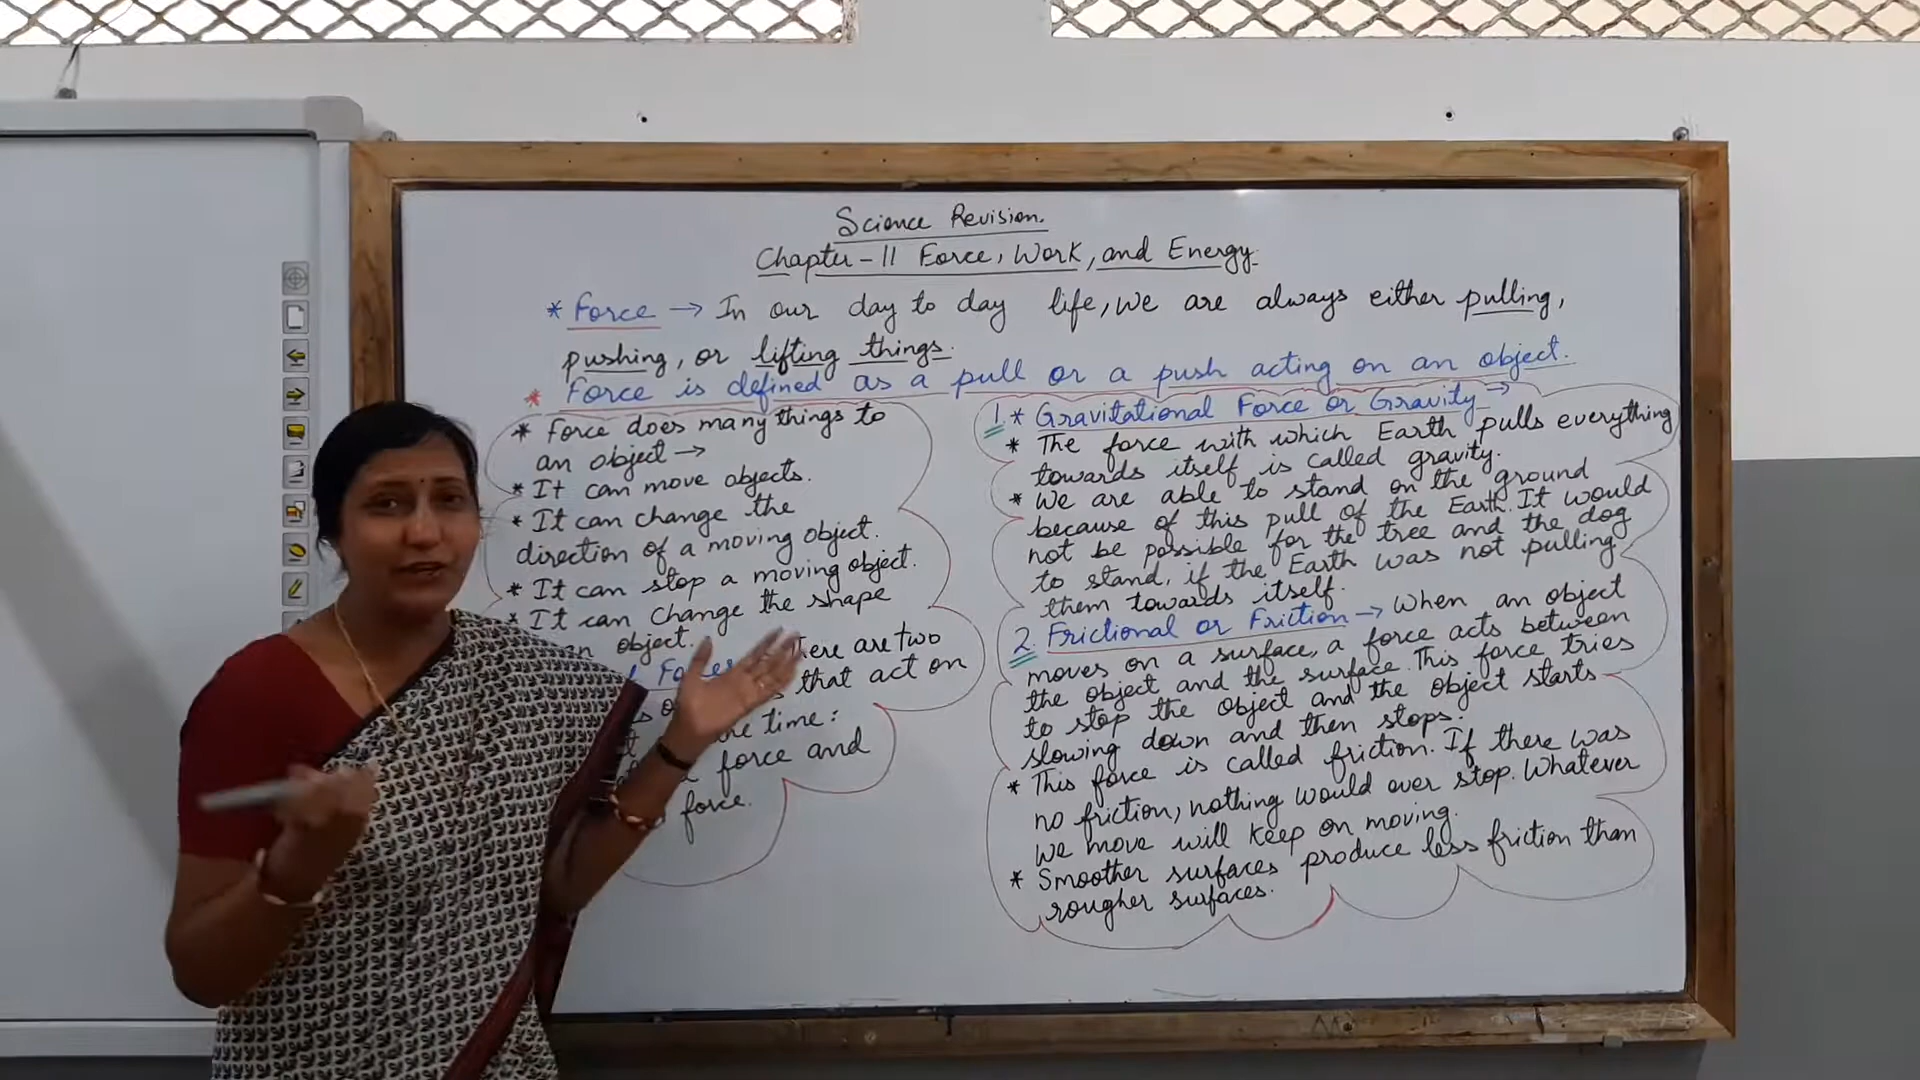 Science Revision.
Chapter-11 Force, Work, and Energy.
* Force → In our day to day life, we are always either pulling,
pushing, or lifting things.
* Force is defined as a pull or a push acting on an object.
* Force does many things to
an object →
* It can move objects.
* It can change the
direction of a moving object.
* It can stop a moving object.
* It can change the shape
object.
There are two
that act on
time:
force and
force.
1. * Gravitational Force or Gravity →
* The force with which Earth pulls everything
towards itself is called gravity.
* We are able to stand on the ground
because of this pull of the Earth. It would
not be possible for the tree and the dog
to stand, if the Earth was not pulling
them towards itself.
2. Frictional or Friction → When an object
moves on a surface, a force acts between
the object and the surface. This force tries
to stop the object and the object starts
slowing down and then stops.
* This force is called friction. If there was
no friction, nothing would ever stop. Whatever
we move will keep on moving.
* Smoother surfaces produce less friction than
rougher surfaces.